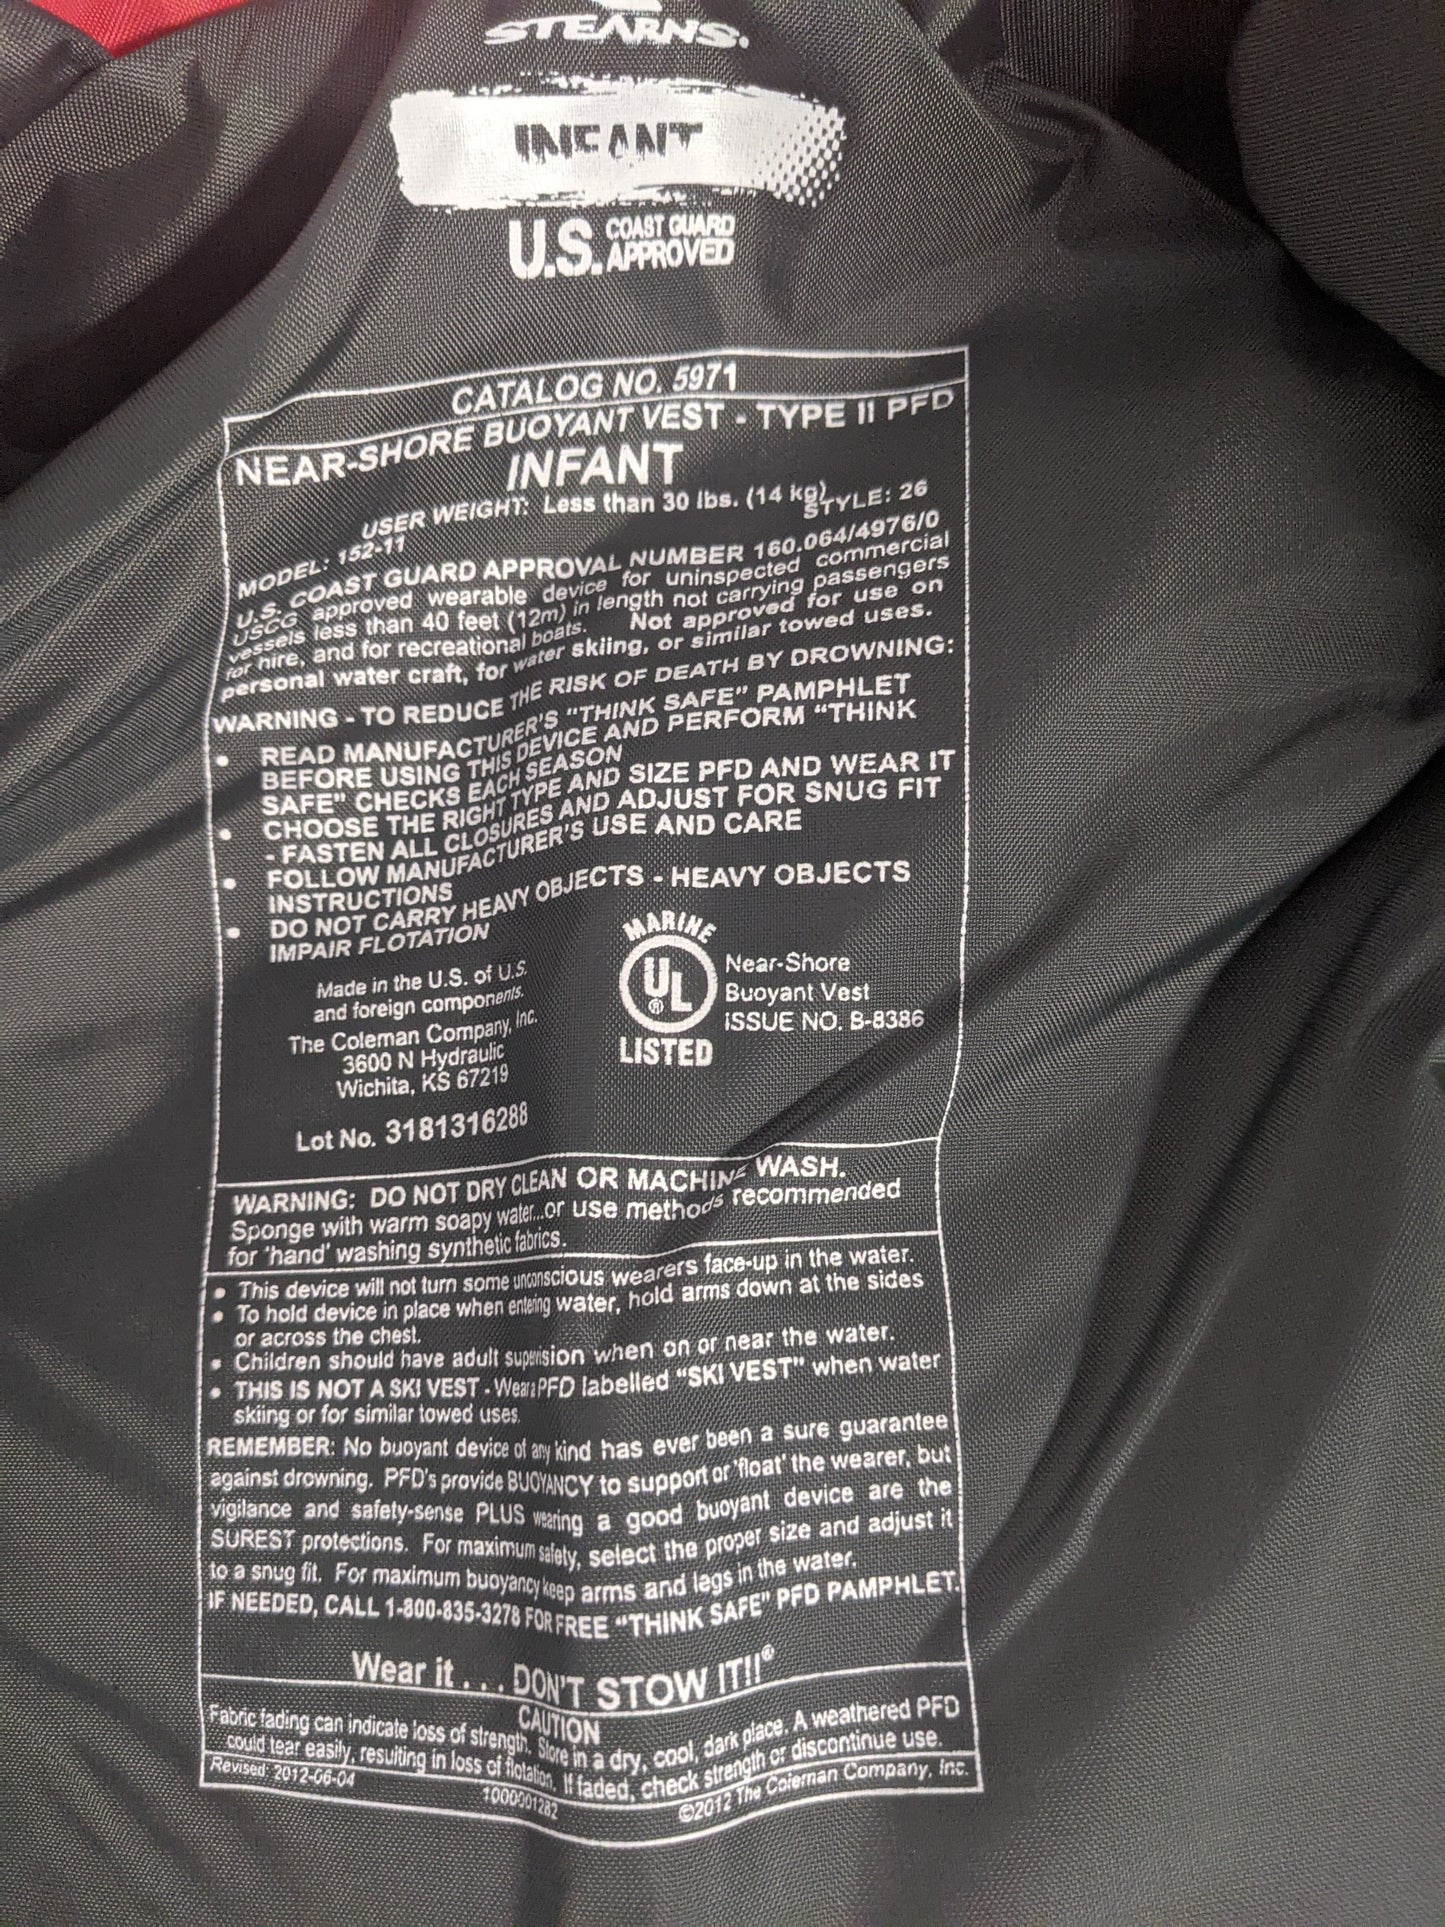 STEARNS®
INFANT
U.S. COAST GUARD
APPROVED
CATALOG NO. 5971
NEAR-SHORE BUOYANT VEST - TYPE II PFD
INFANT
USER WEIGHT: Less than 30 lbs. (14 kg)
MODEL: 152-11 STYLE: 26
U.S. COAST GUARD APPROVAL NUMBER 160.064/4976/0
USCG approved wearable device for uninspected commercial
vessels less than 40 feet (12m) in length not carrying passengers
for hire, and for recreational boats. Not approved for use on
personal water craft, for water skiing, or similar towed uses.
WARNING - TO REDUCE THE RISK OF DEATH BY DROWNING:
• READ MANUFACTURER'S "THINK SAFE" PAMPHLET
BEFORE USING THIS DEVICE AND PERFORM "THINK
SAFE" CHECKS EACH SEASON
• CHOOSE THE RIGHT TYPE AND SIZE PFD AND WEAR IT
- FASTEN ALL CLOSURES AND ADJUST FOR SNUG FIT
• FOLLOW MANUFACTURER'S USE AND CARE
INSTRUCTIONS
• DO NOT CARRY HEAVY OBJECTS - HEAVY OBJECTS
IMPAIR FLOTATION
Made in the U.S. of U.S.
and foreign components.
The Coleman Company, Inc.
3600 N Hydraulic
Wichita, KS 67219
Lot No. 3181316288
MARINE
UL®
LISTED
Near-Shore
Buoyant Vest
ISSUE NO. B-8386
WARNING: DO NOT DRY CLEAN OR MACHINE WASH.
Sponge with warm soapy water...or use methods recommended
for 'hand' washing synthetic fabrics.
• This device will not turn some unconscious wearers face-up in the water.
• To hold device in place when entering water, hold arms down at the sides
or across the chest.
• Children should have adult supervision when on or near the water.
• THIS IS NOT A SKI VEST - Wear a PFD labelled "SKI VEST" when water
skiing or for similar towed uses.
REMEMBER: No buoyant device of any kind has ever been a sure guarantee
against drowning. PFD's provide BUOYANCY to support or 'float' the wearer, but
vigilance and safety-sense PLUS wearing a good buoyant device are the
SUREST protections. For maximum safety, select the proper size and adjust it
to a snug fit. For maximum buoyancy keep arms and legs in the water.
IF NEEDED, CALL 1-800-835-3278 FOR FREE "THINK SAFE" PFD PAMPHLET.
Wear it . . . DON'T STOW IT!!®
CAUTION
Fabric fading can indicate loss of strength. Store in a dry, cool, dark place. A weathered PFD
could tear easily, resulting in loss of flotation. If faded, check strength or discontinue use.
Revised: 2012-06-04 1000001282 ©2012 The Coleman Company, Inc.